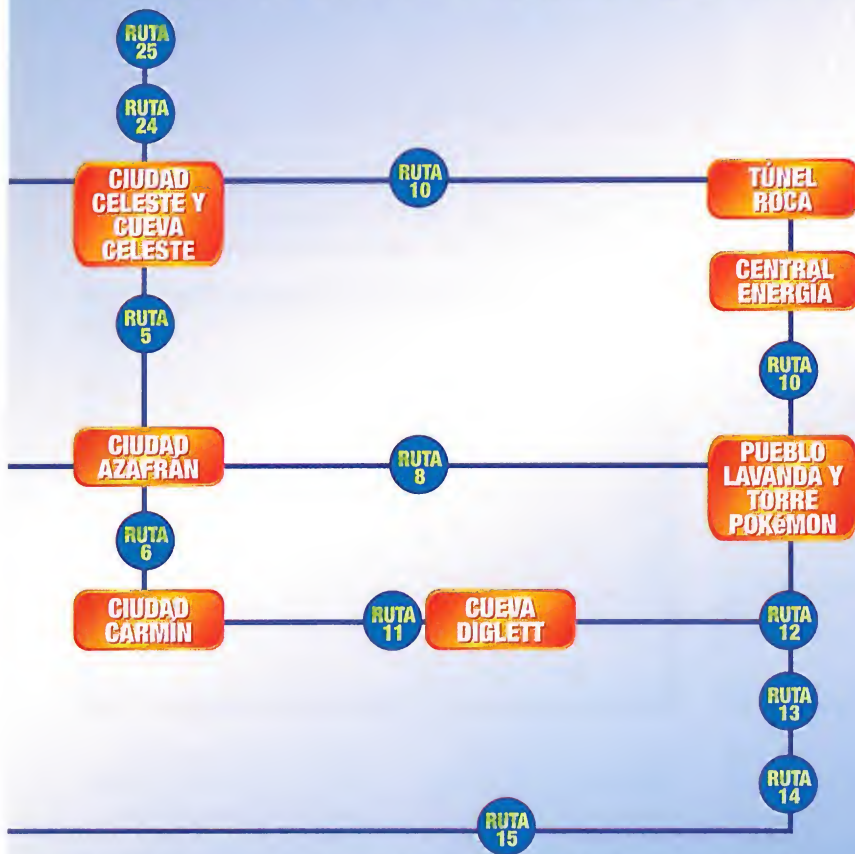 RUTA
25
RUTA
24
CIUDAD
CELESTE Y
CUEVA
CELESTE
RUTA
10
TÚNEL
ROCA
CENTRAL
ENERGÍA
RUTA
5
RUTA
10
CIUDAD
AZAFRÁN
RUTA
8
PUEBLO
LAVANDA Y
TORRE
POKéMON
RUTA
6
CIUDAD
CARMÍN
RUTA
11
CUEVA
DIGLETT
RUTA
12
RUTA
13
RUTA
14
RUTA
15